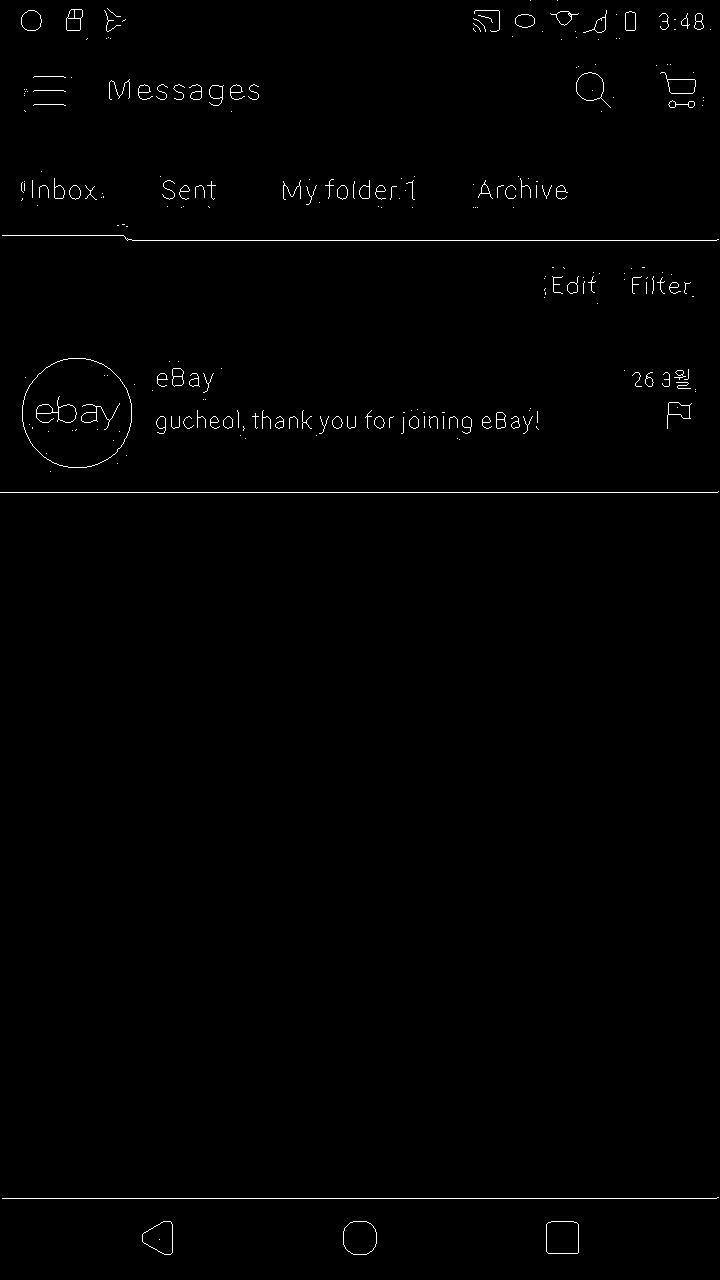 3:48
Messages
Inbox Sent My folder 1 Archive
Edit Filter
eBay 26 3월
ebay
gucheol, thank you for joining eBay!